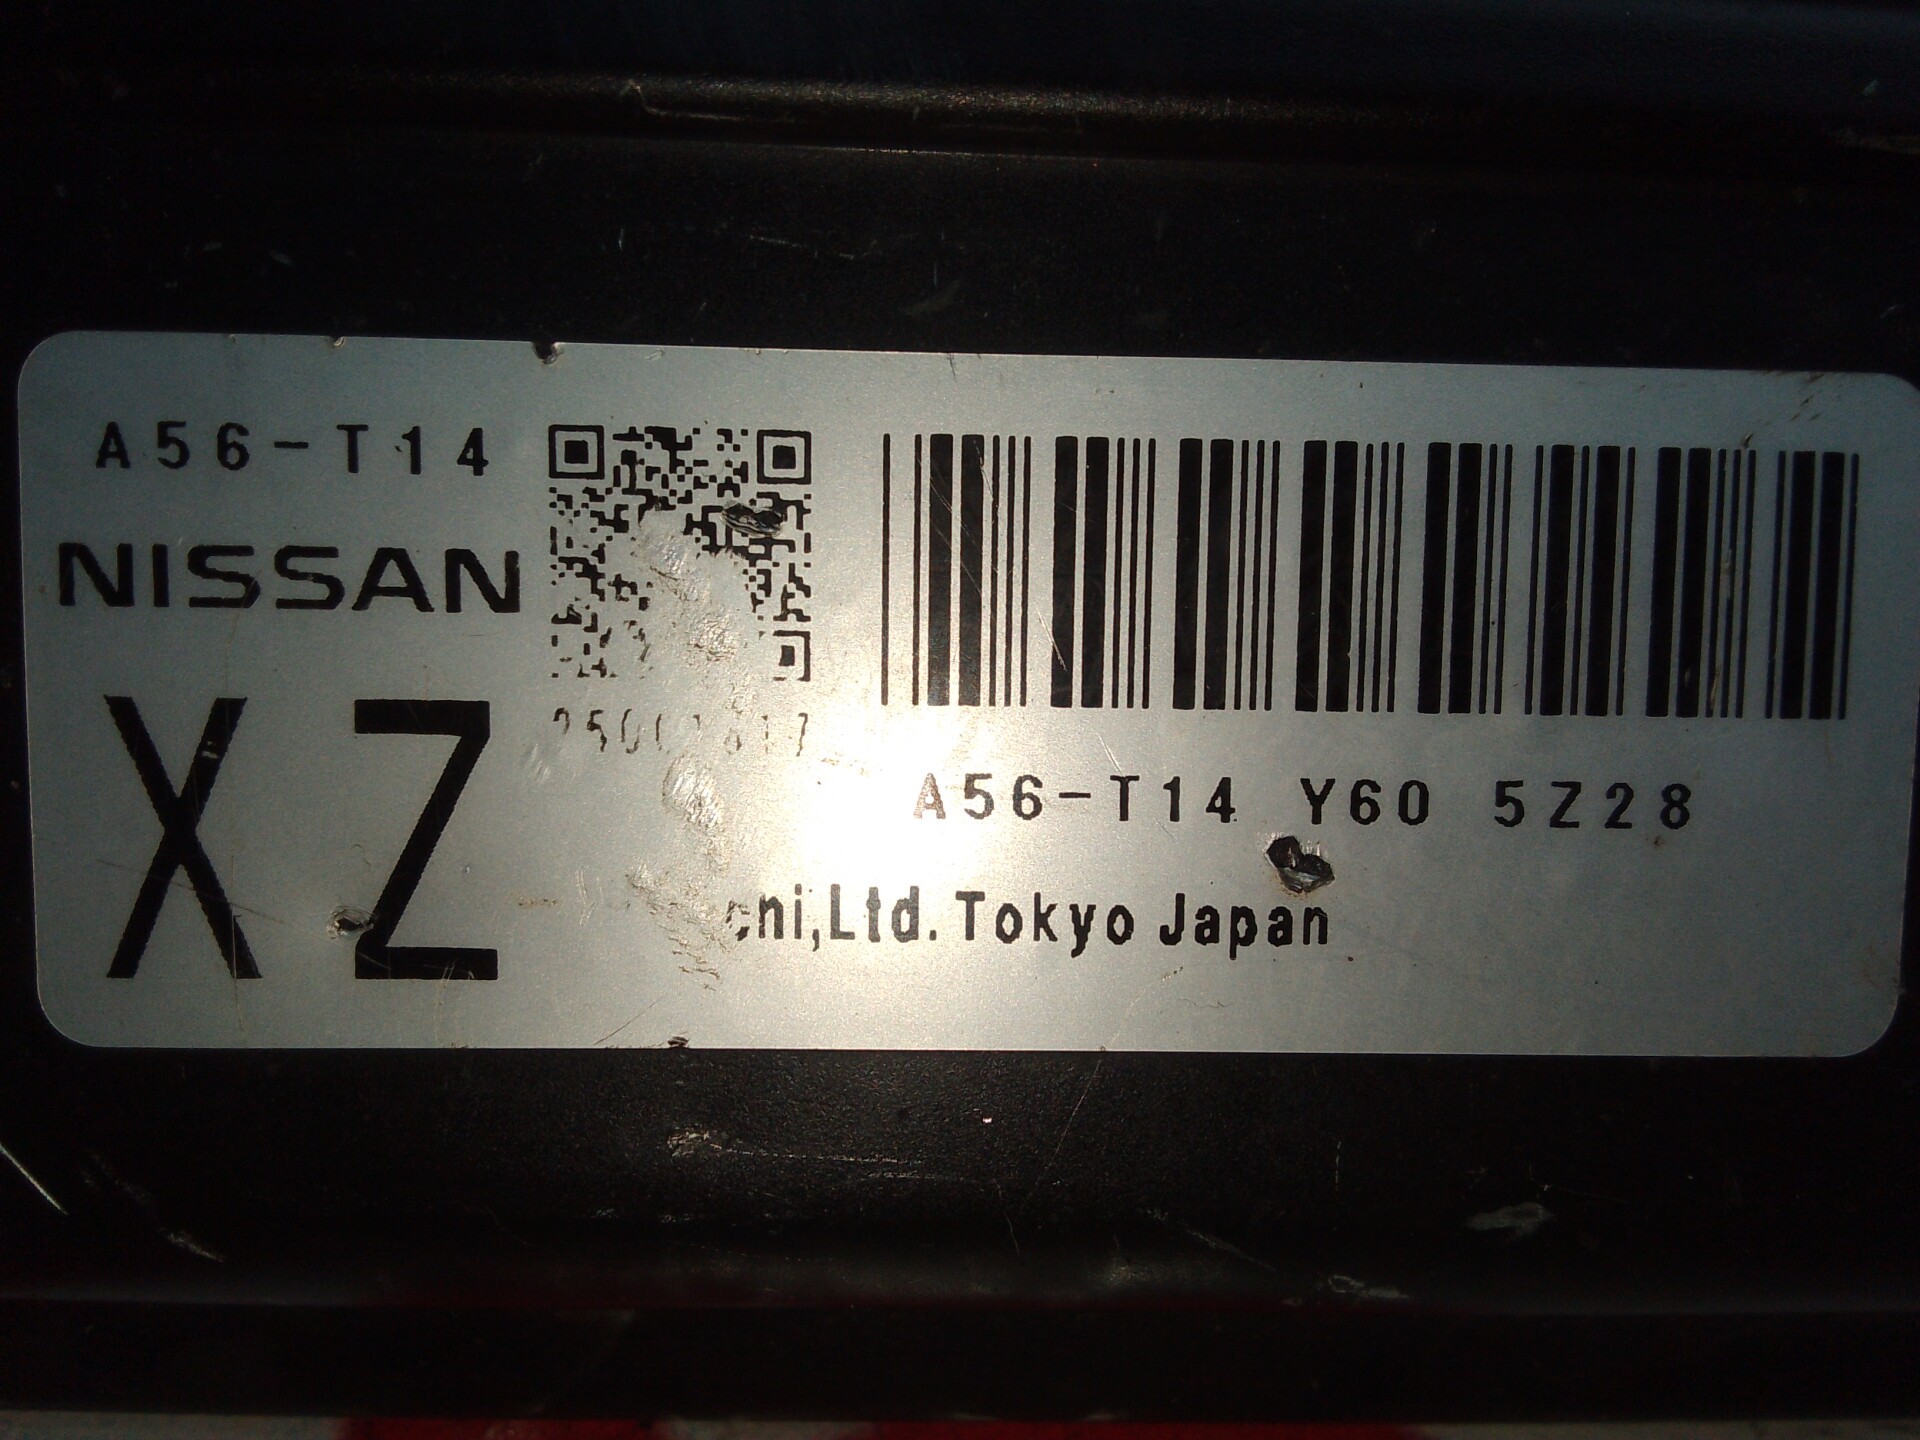 A56-T14
NISSAN
XZ
A56-T14 Y60 5Z28
Ltd. Tokyo Japan